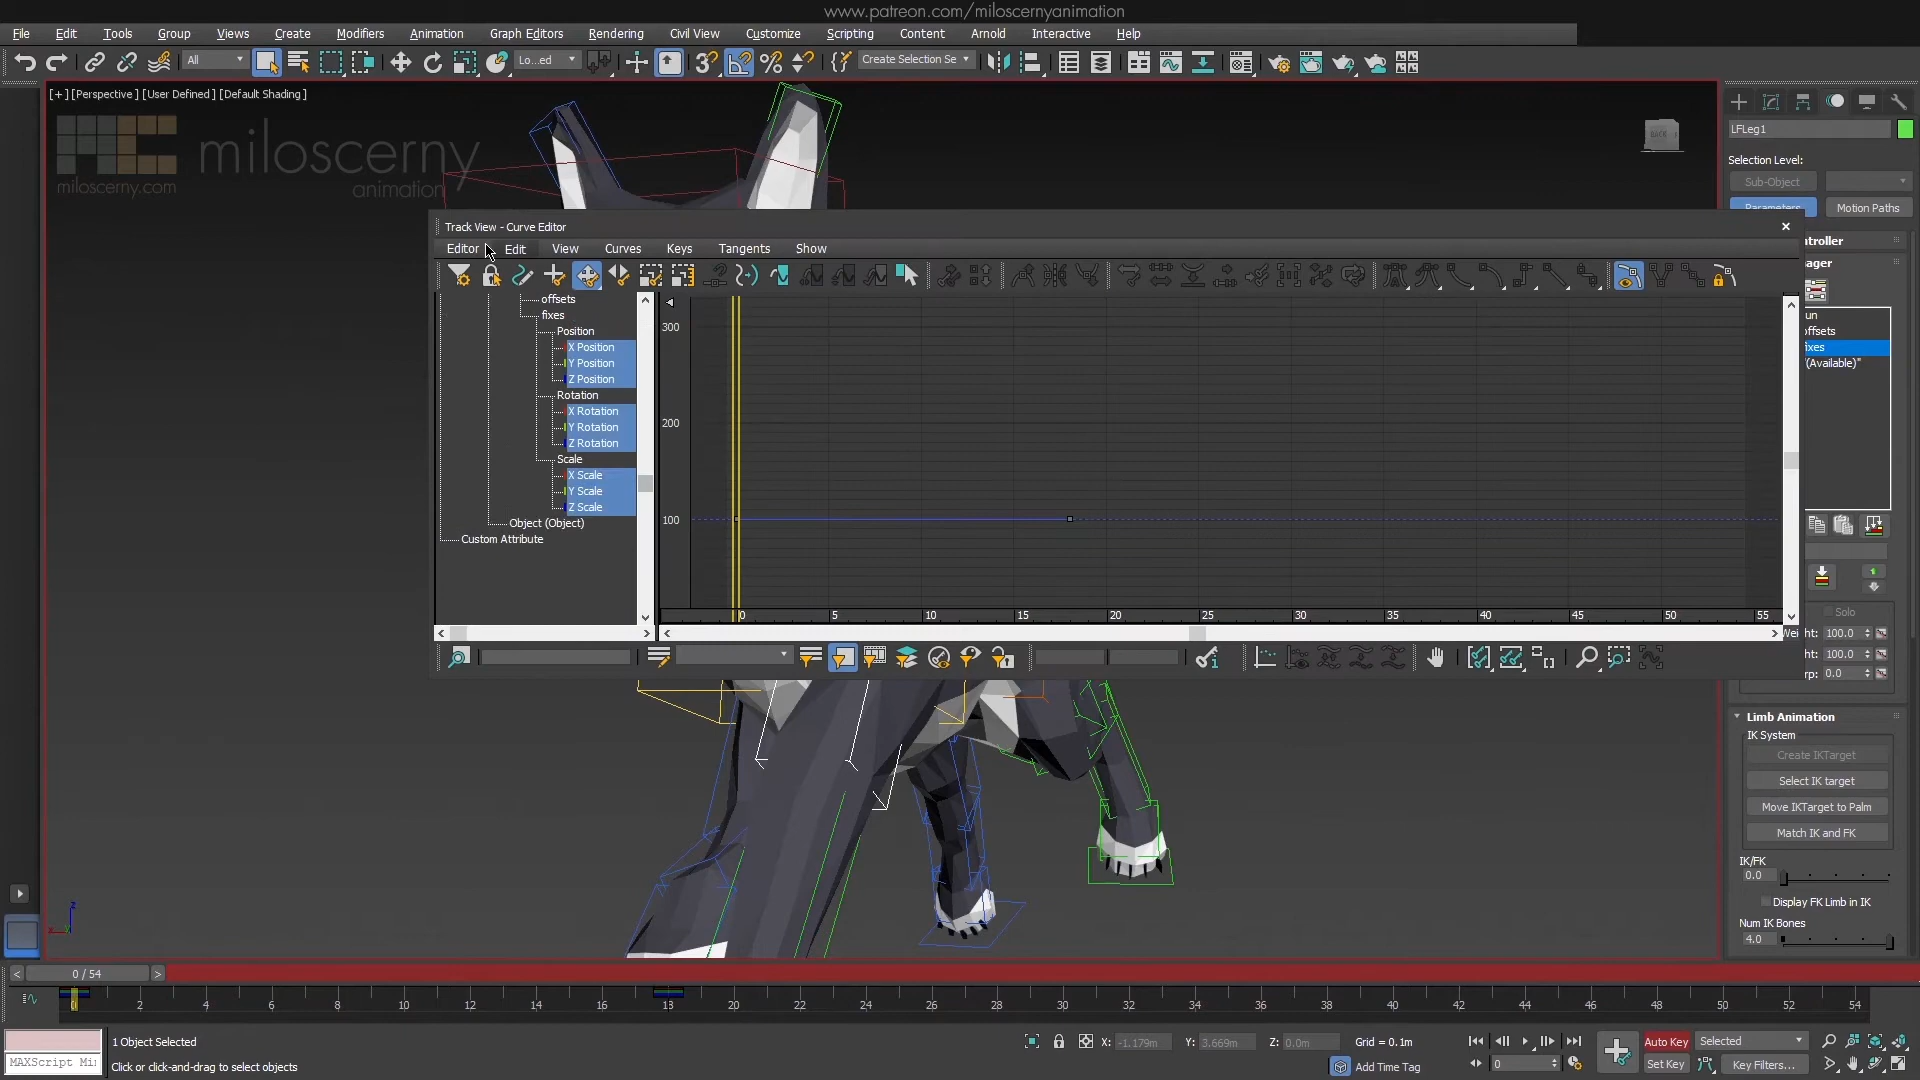 www.patreon.com/miloscernyanimation
File Edit Tools Group Views Create Modifiers Animation Graph Editors Rendering Civil View Customize Scripting Content Arnold Interactive Help
All Lo...ed Create Selection Se
[+] [Perspective] [User Defined] [Default Shading]
miloscerny
animation
miloscerny.com
BACK
LFLeg1
Selection Level:
Sub-Object
Parameters Motion Paths
Track View - Curve Editor
ntroller
Editor Edit View Curves Keys Tangents Show
ager
offsets
fixes
Position
X Position
Y Position
Z Position
Rotation
X Rotation
Y Rotation
Z Rotation
Scale
X Scale
Y Scale
Z Scale
Object (Object)
Custom Attribute
300
200
100
0 5 10 15 20 25 30 35 40 45 50 55
un
offsets
fixes
(Available)"
Solo
Wei ht: 100.0
ht: 100.0
rp: 0.0
Limb Animation
IK System
Create IKTarget
Select IK target
Move IKTarget to Palm
Match IK and FK
IK/FK
0.0
Display FK Limb in IK
Num IK Bones
4.0
z
x
< 0 / 54 >
0 2 4 6 8 10 12 14 16 18 20 22 24 26 28 30 32 34 36 38 40 42 44 46 48 50 52 54
1 Object Selected
X: -1.179m Y: 3.669m Z: 0.0m Grid = 0.1m
Auto Key Selected
MAXScript Mi
Click or click-and-drag to select objects
Add Time Tag
0
Set Key Key Filters...